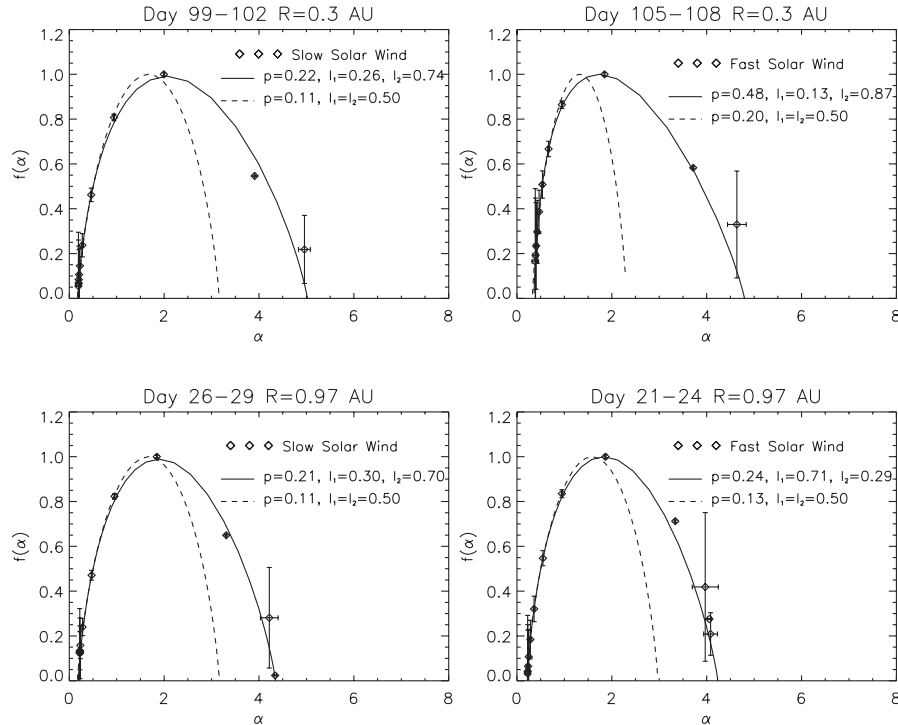 Day 99−102 R=0.3 AU
f(α)
1.2
1.0
0.8
0.6
0.4
0.2
0.0
Slow Solar Wind
p=0.22, l₁=0.26, l₂=0.74
p=0.11, l₁=l₂=0.50
0 2 4 6 8
α
Day 105−108 R=0.3 AU
f(α)
1.2
1.0
0.8
0.6
0.4
0.2
0.0
Fast Solar Wind
p=0.48, l₁=0.13, l₂=0.87
p=0.20, l₁=l₂=0.50
0 2 4 6 8
α
Day 26−29 R=0.97 AU
f(α)
1.2
1.0
0.8
0.6
0.4
0.2
0.0
Slow Solar Wind
p=0.21, l₁=0.30, l₂=0.70
p=0.11, l₁=l₂=0.50
0 2 4 6 8
α
Day 21−24 R=0.97 AU
f(α)
1.2
1.0
0.8
0.6
0.4
0.2
0.0
Fast Solar Wind
p=0.24, l₁=0.71, l₂=0.29
p=0.13, l₁=l₂=0.50
0 2 4 6 8
α